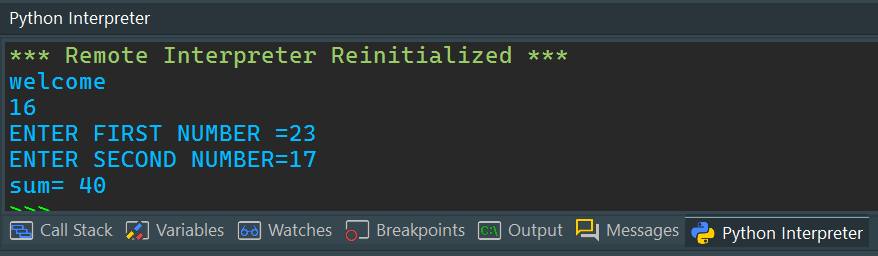 Python Interpreter
*** Remote Interpreter Reinitialized ***
welcome
16
ENTER FIRST NUMBER =23
ENTER SECOND NUMBER=17
sum= 40
>>>
Call Stack Variables Watches Breakpoints C:\ Output Messages Python Interpreter